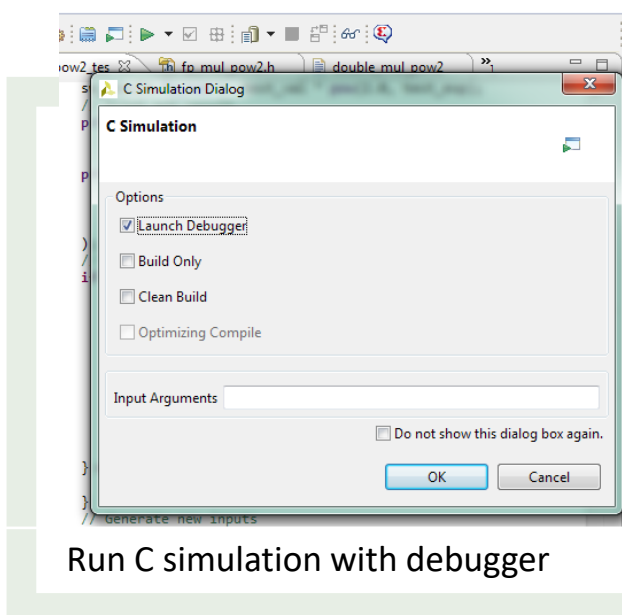 pow2_tes
fp_mul_pow2.h
double_mul_pow2
»1
C Simulation Dialog
C Simulation
Options
Launch Debugger
Build Only
Clean Build
Optimizing Compile
Input Arguments
Do not show this dialog box again.
OK
Cancel
}
}
// Generate new inputs
Run C simulation with debugger